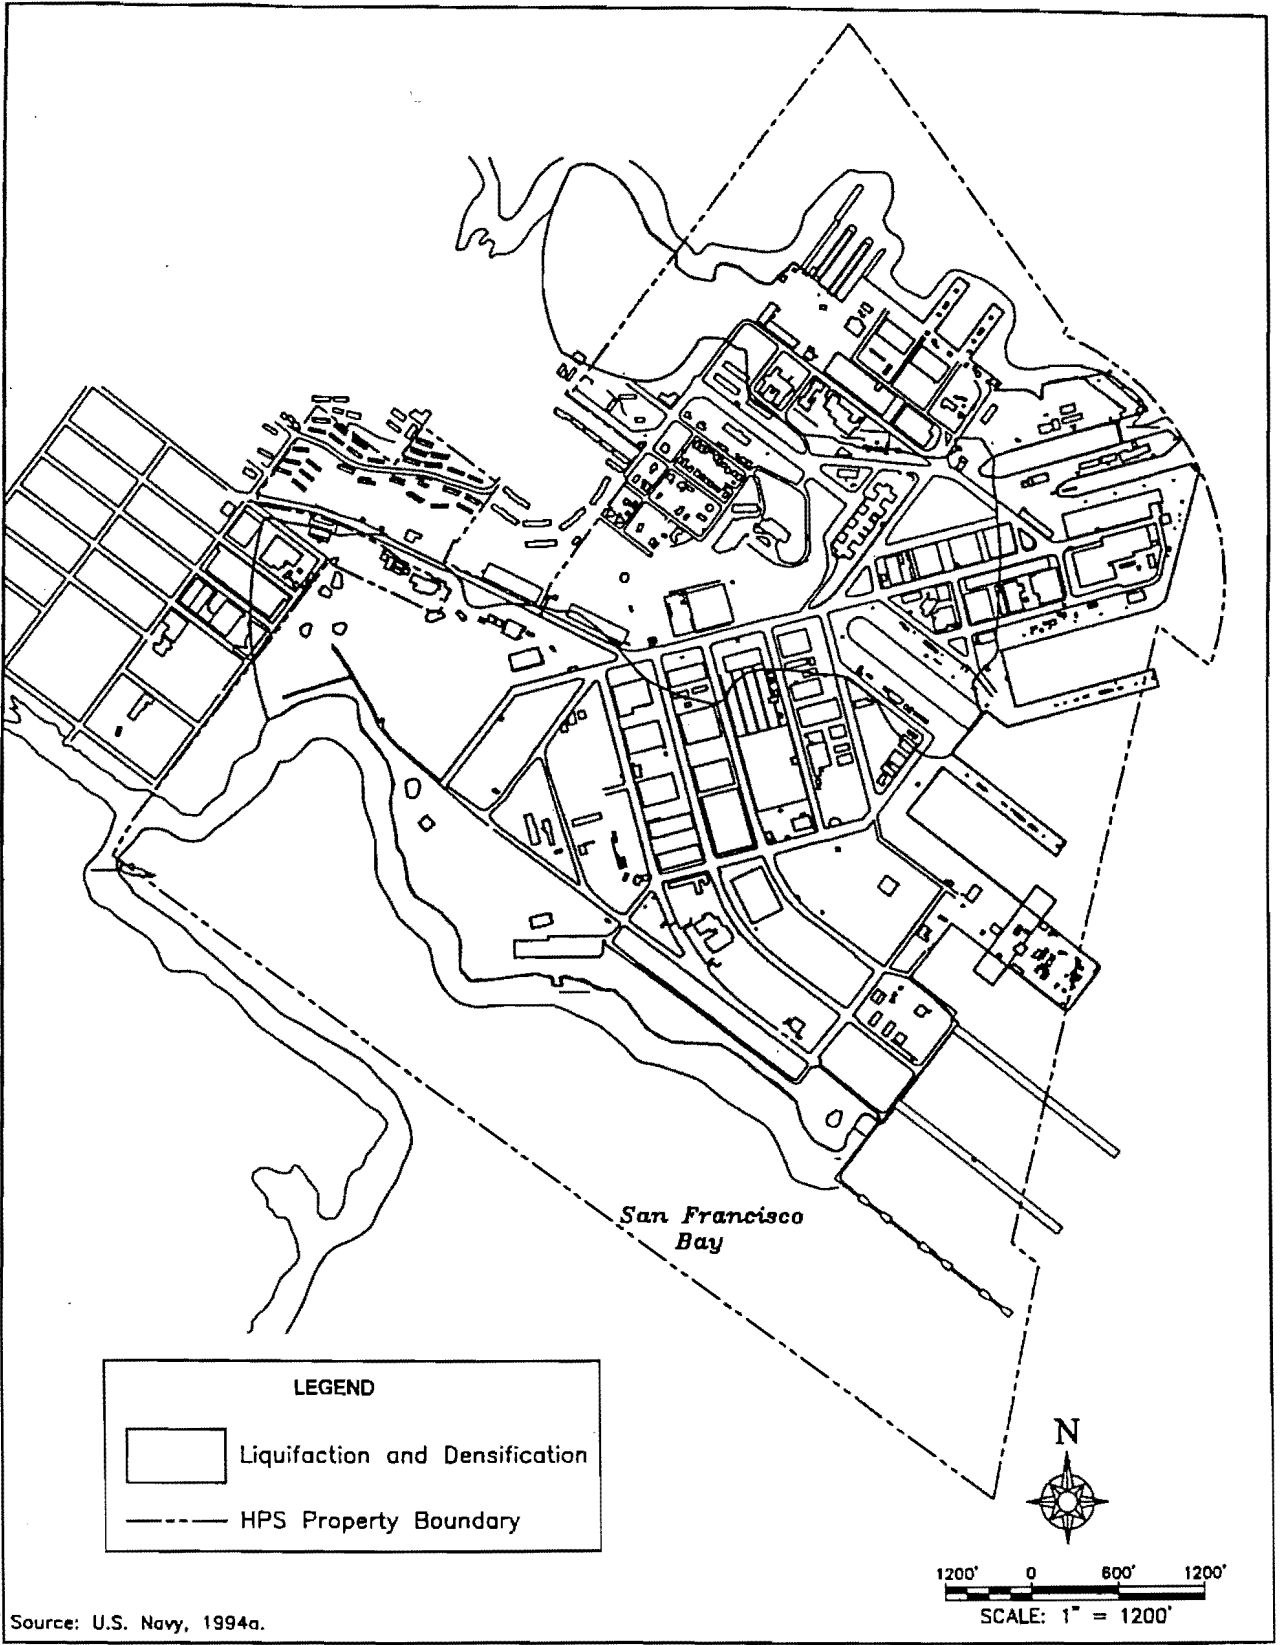 San Francisco
Bay
LEGEND
Liquifaction and Densification
HPS Property Boundary
N
1200' 0 600' 1200'
SCALE: 1" = 1200'
Source: U.S. Navy, 1994a.